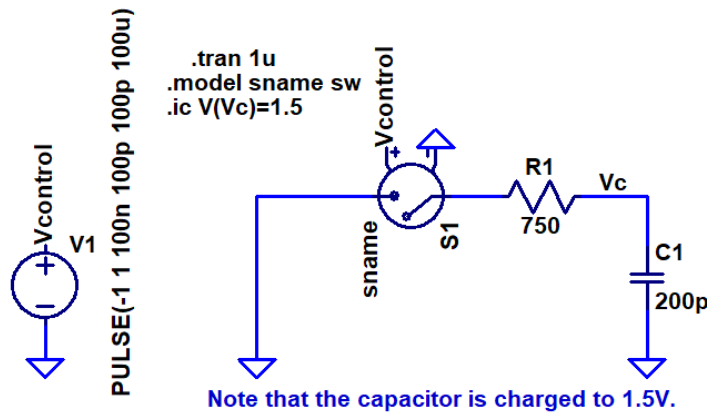 .tran 1u
.model sname sw
.ic V(Vc)=1.5
Vcontrol
V1
PULSE(-1 1 100n 100p 100p 100u)
Vcontrol
sname
S1
R1
750
Vc
C1
200p
Note that the capacitor is charged to 1.5V.